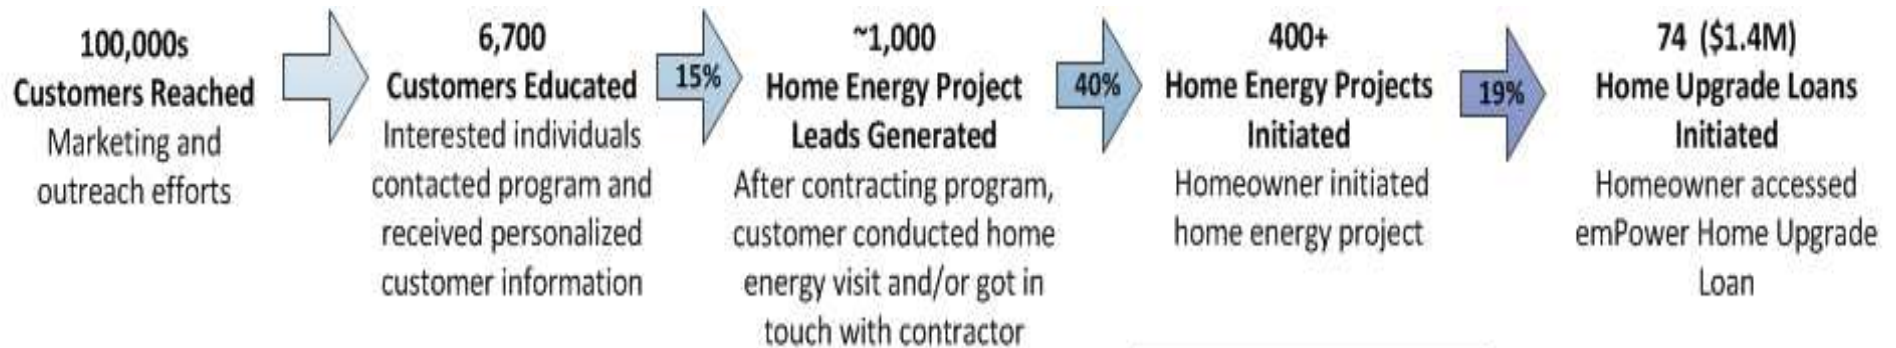 100,000s
Customers Reached
Marketing and
outreach efforts
6,700
Customers Educated
Interested individuals
contacted program and
received personalized
customer information
15%
~1,000
Home Energy Project
Leads Generated
After contracting program,
customer conducted home
energy visit and/or got in
touch with contractor
40%
400+
Home Energy Projects
Initiated
Homeowner initiated
home energy project
19%
74 ($1.4M)
Home Upgrade Loans
Initiated
Homeowner accessed
emPower Home Upgrade
Loan